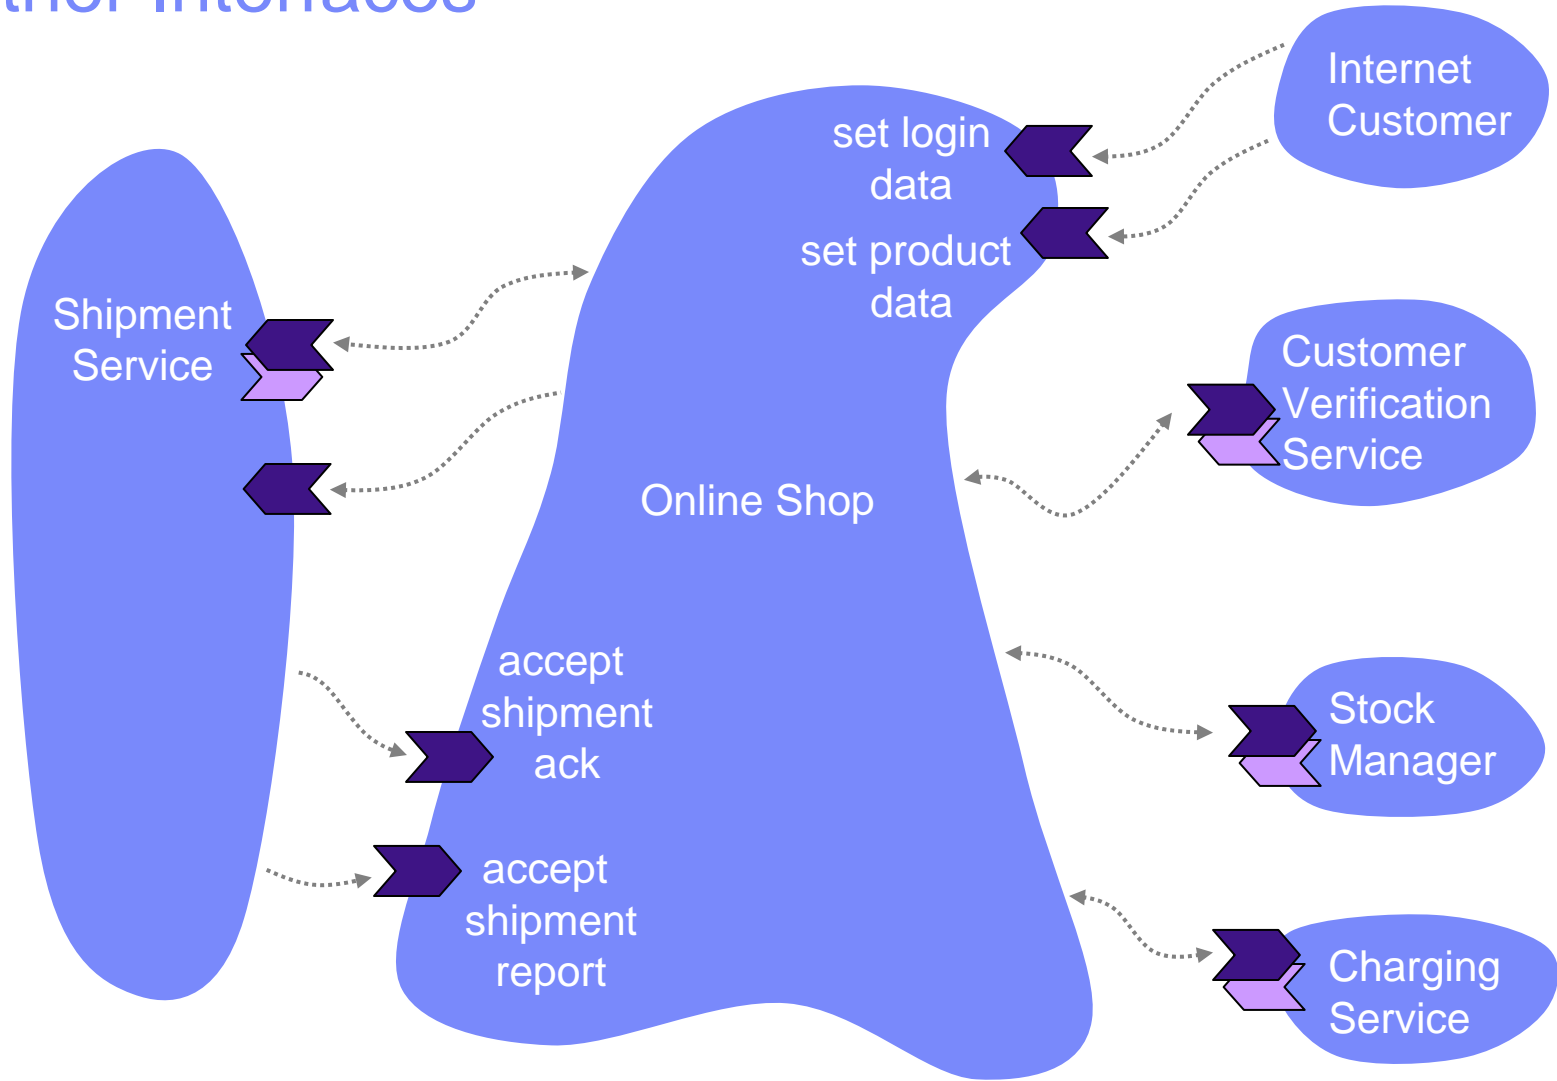 Interfaces
Internet
Customer
set login
data
set product
data
Shipment
Service
Customer
Verification
Service
Online Shop
accept
shipment
ack
Stock
Manager
accept
shipment
report
Charging
Service